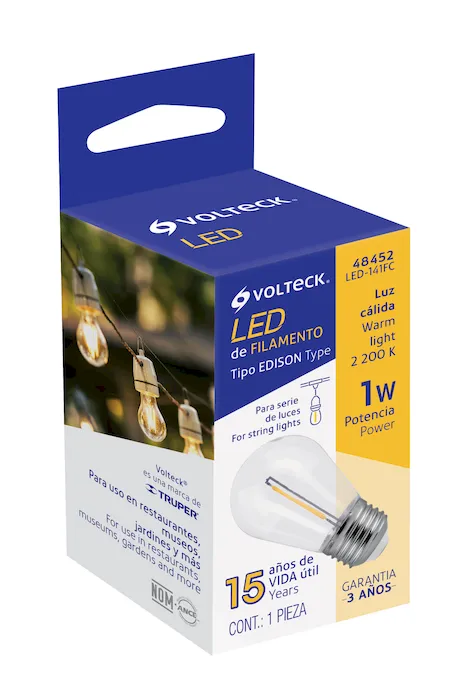 VOLTECK®
LED
VOLTECK®
LED
de FILAMENTO
Tipo EDISON Type
48452
LED-141FC
Luz
cálida
Warm
light
2 200 K
1W
Potencia
Power
Para serie
de luces
For string lights
15 años de
VIDA útil
Years
CONT.: 1 PIEZA
GARANTIA
3 AÑOS
Volteck®
es una marca de
TRUPER®
Para uso en restaurantes,
museos,
jardines y más
For use in restaurants,
museums, gardens and more
NOM
ANCE